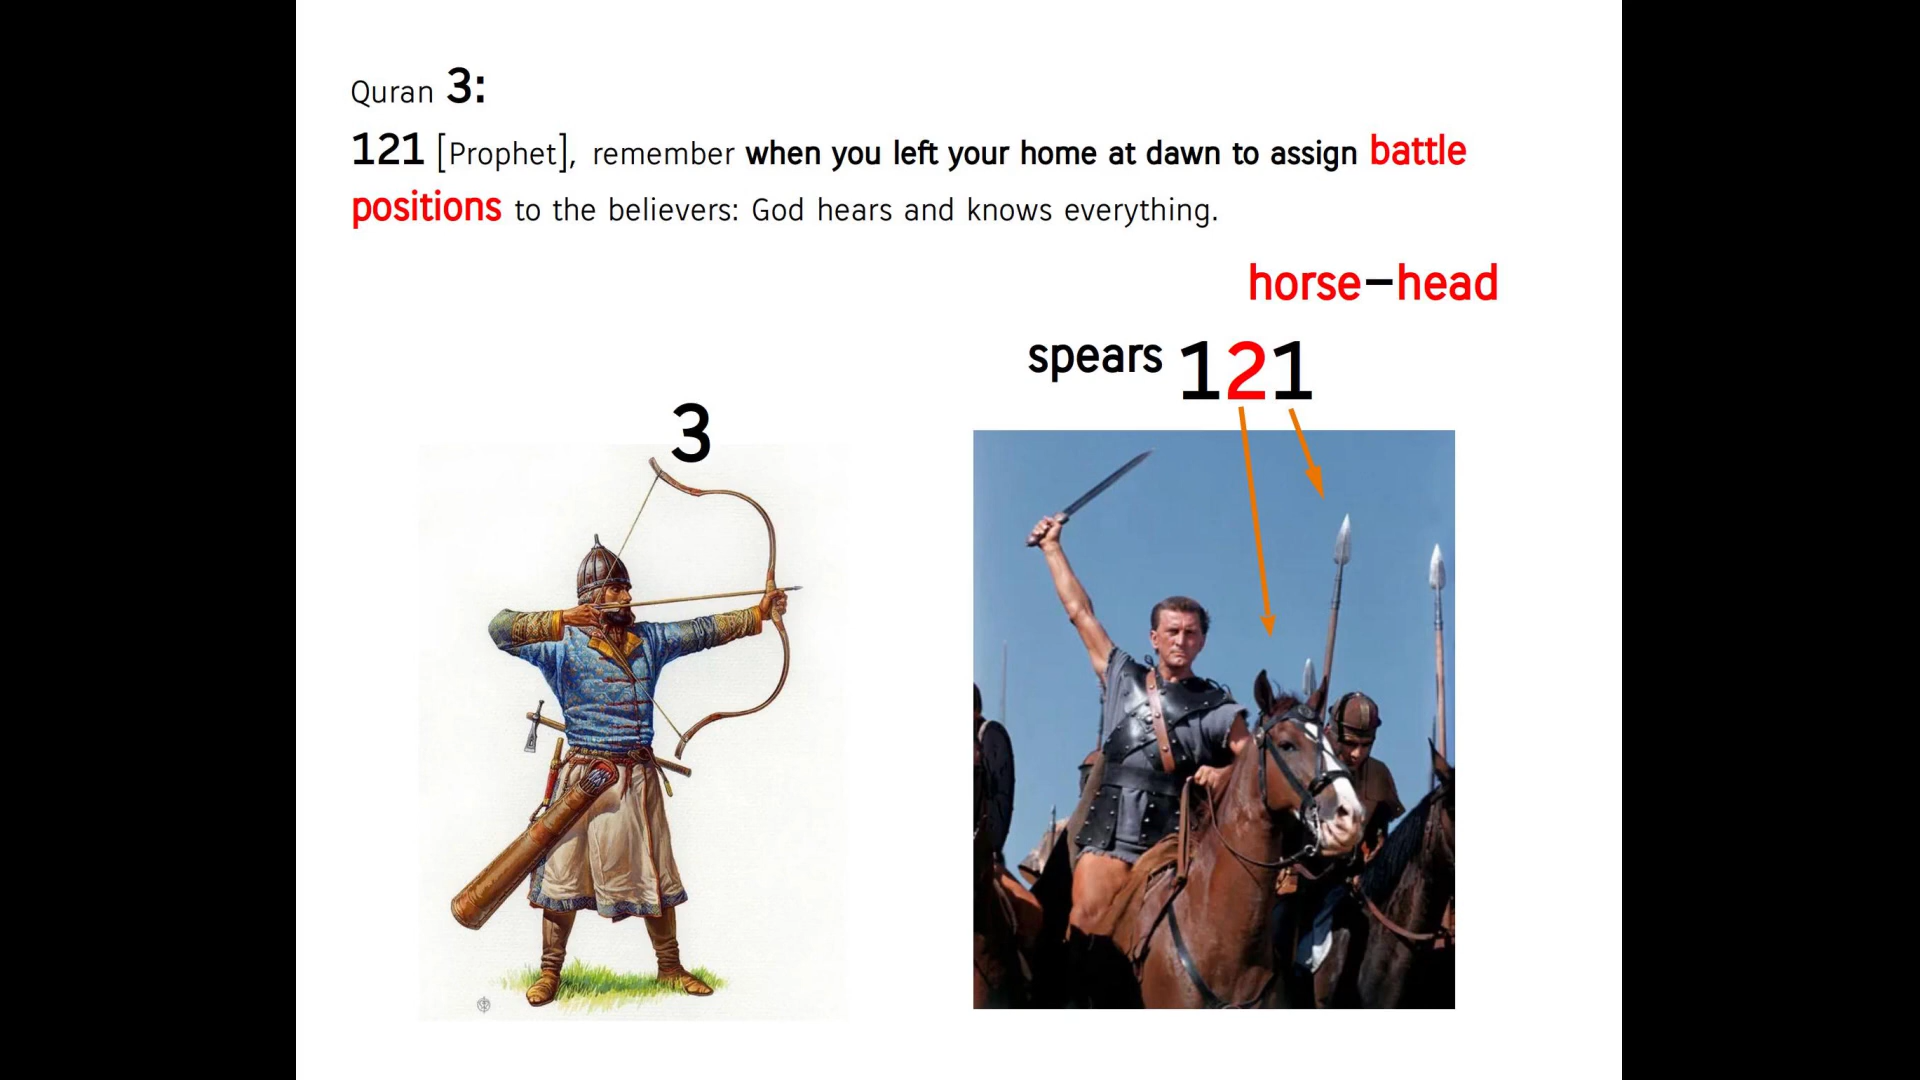 Quran 3:
121 [Prophet], remember when you left your home at dawn to assign battle
positions to the believers: God hears and knows everything.
horse–head
spears 121
3